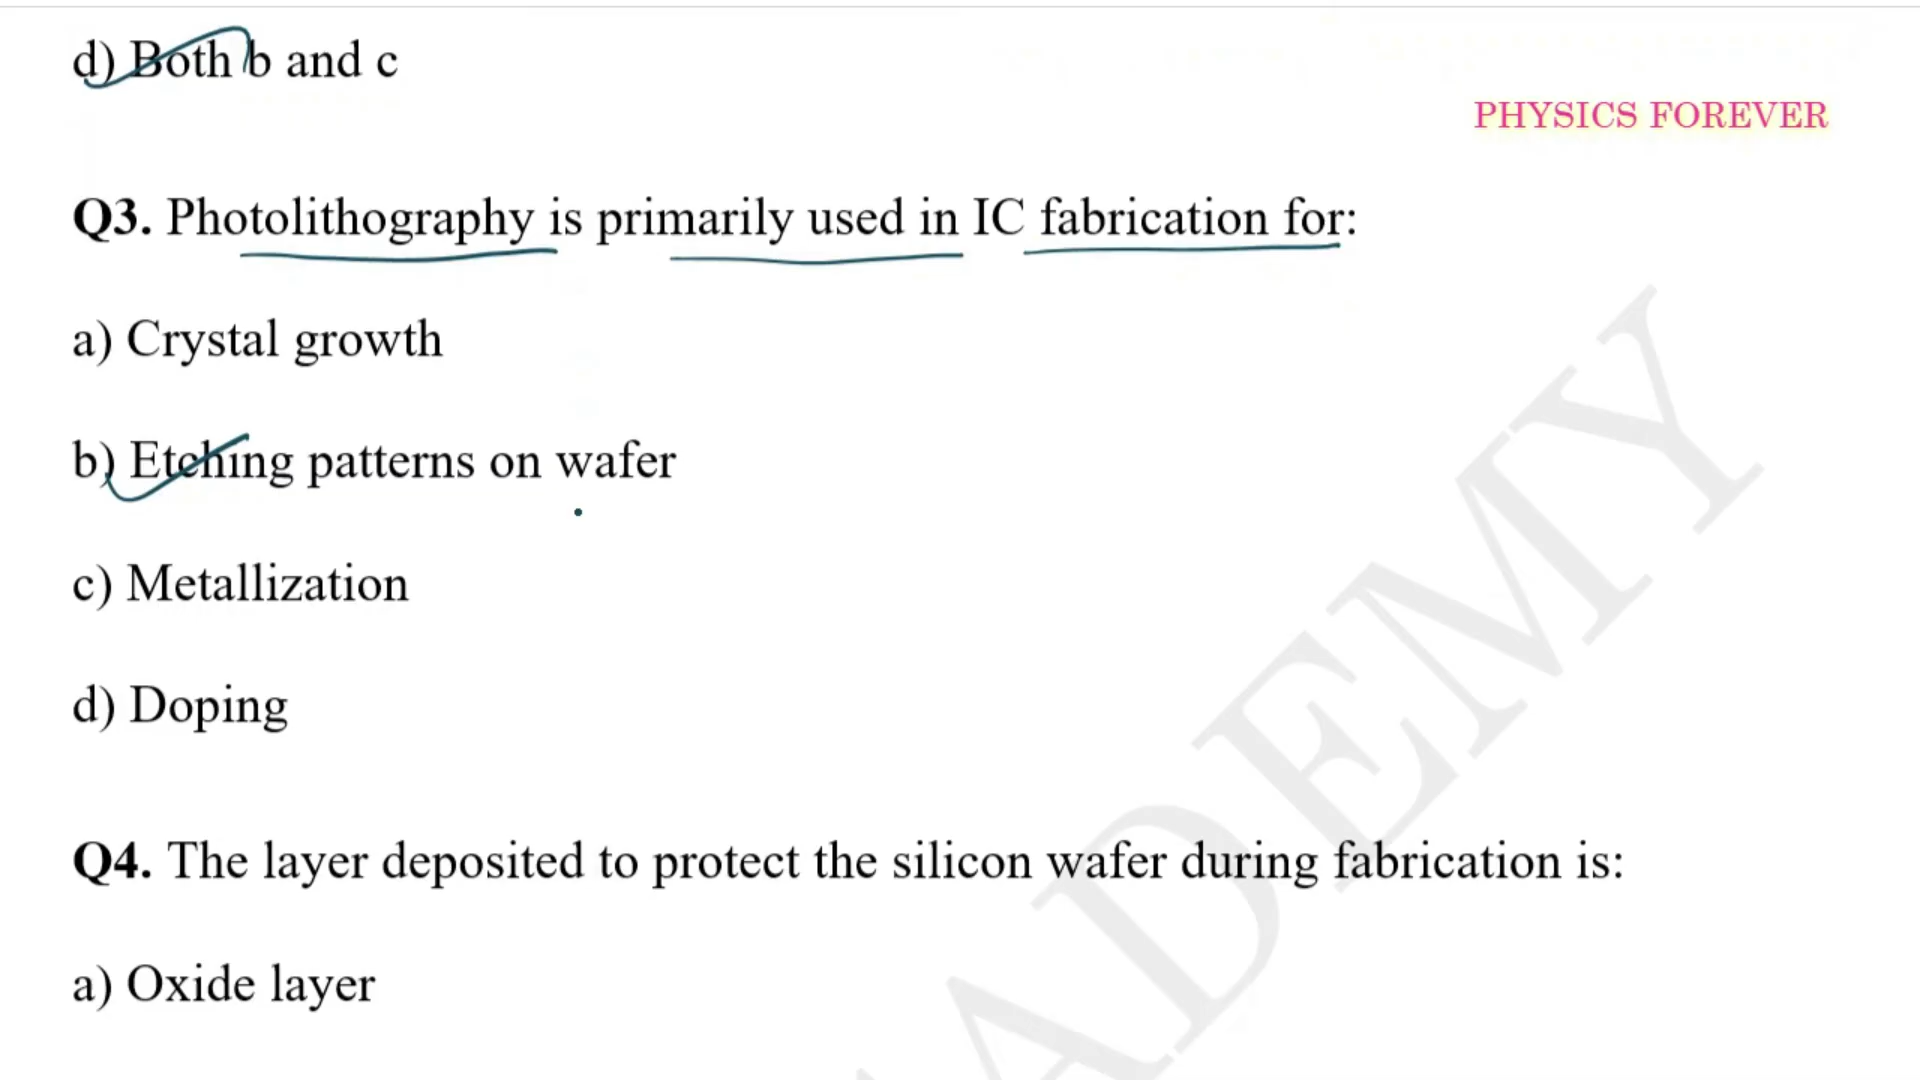 d) Both b and c
PHYSICS FOREVER
Q3. Photolithography is primarily used in IC fabrication for:
a) Crystal growth
b) Etching patterns on wafer
c) Metallization
d) Doping
Q4. The layer deposited to protect the silicon wafer during fabrication is:
a) Oxide layer
ADEMY